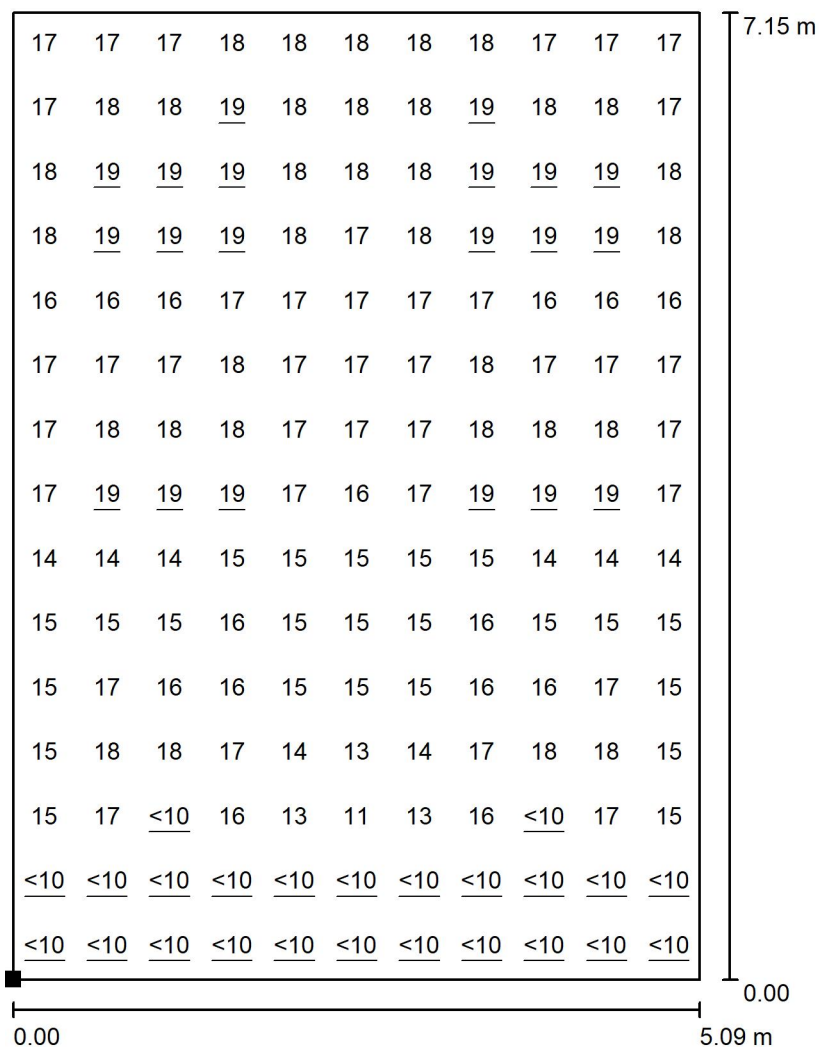 7.15 m
17 17 17 18 18 18 18 18 17 17 17
17 18 18 19 18 18 18 19 18 18 17
18 19 19 19 18 18 18 19 19 19 18
18 19 19 19 18 17 18 19 19 19 18
16 16 16 17 17 17 17 17 16 16 16
17 17 17 18 17 17 17 18 17 17 17
17 18 18 18 17 17 17 18 18 18 17
17 19 19 19 17 16 17 19 19 19 17
14 14 14 15 15 15 15 15 14 14 14
15 15 15 16 15 15 15 16 15 15 15
15 17 16 16 15 15 15 16 16 17 15
15 18 18 17 14 13 14 17 18 18 15
15 17 <10 16 13 11 13 16 <10 17 15
<10 <10 <10 <10 <10 <10 <10 <10 <10 <10 <10
<10 <10 <10 <10 <10 <10 <10 <10 <10 <10 <10
0.00
0.00 5.09 m